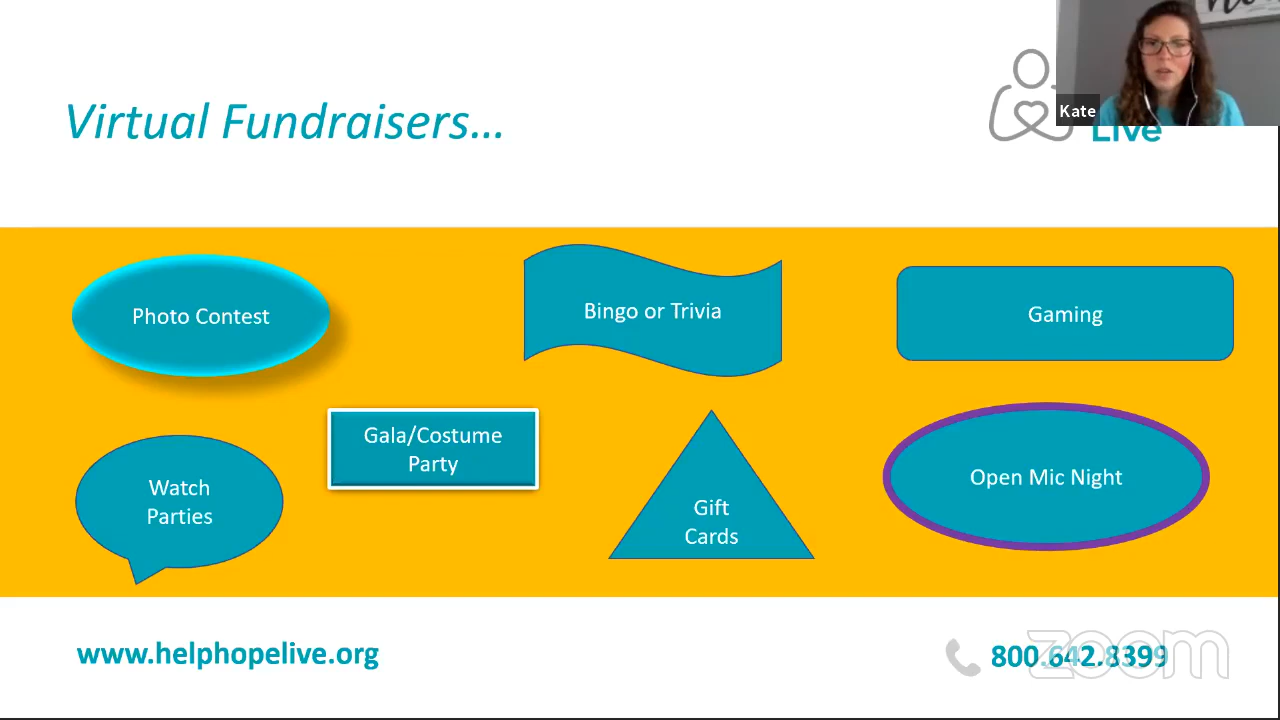 Virtual Fundraisers…
Kate
Live
Photo Contest
Bingo or Trivia
Gaming
Gala/Costume
Party
Watch
Parties
Gift
Cards
Open Mic Night
www.helphopelive.org
800.642.8399
zoom